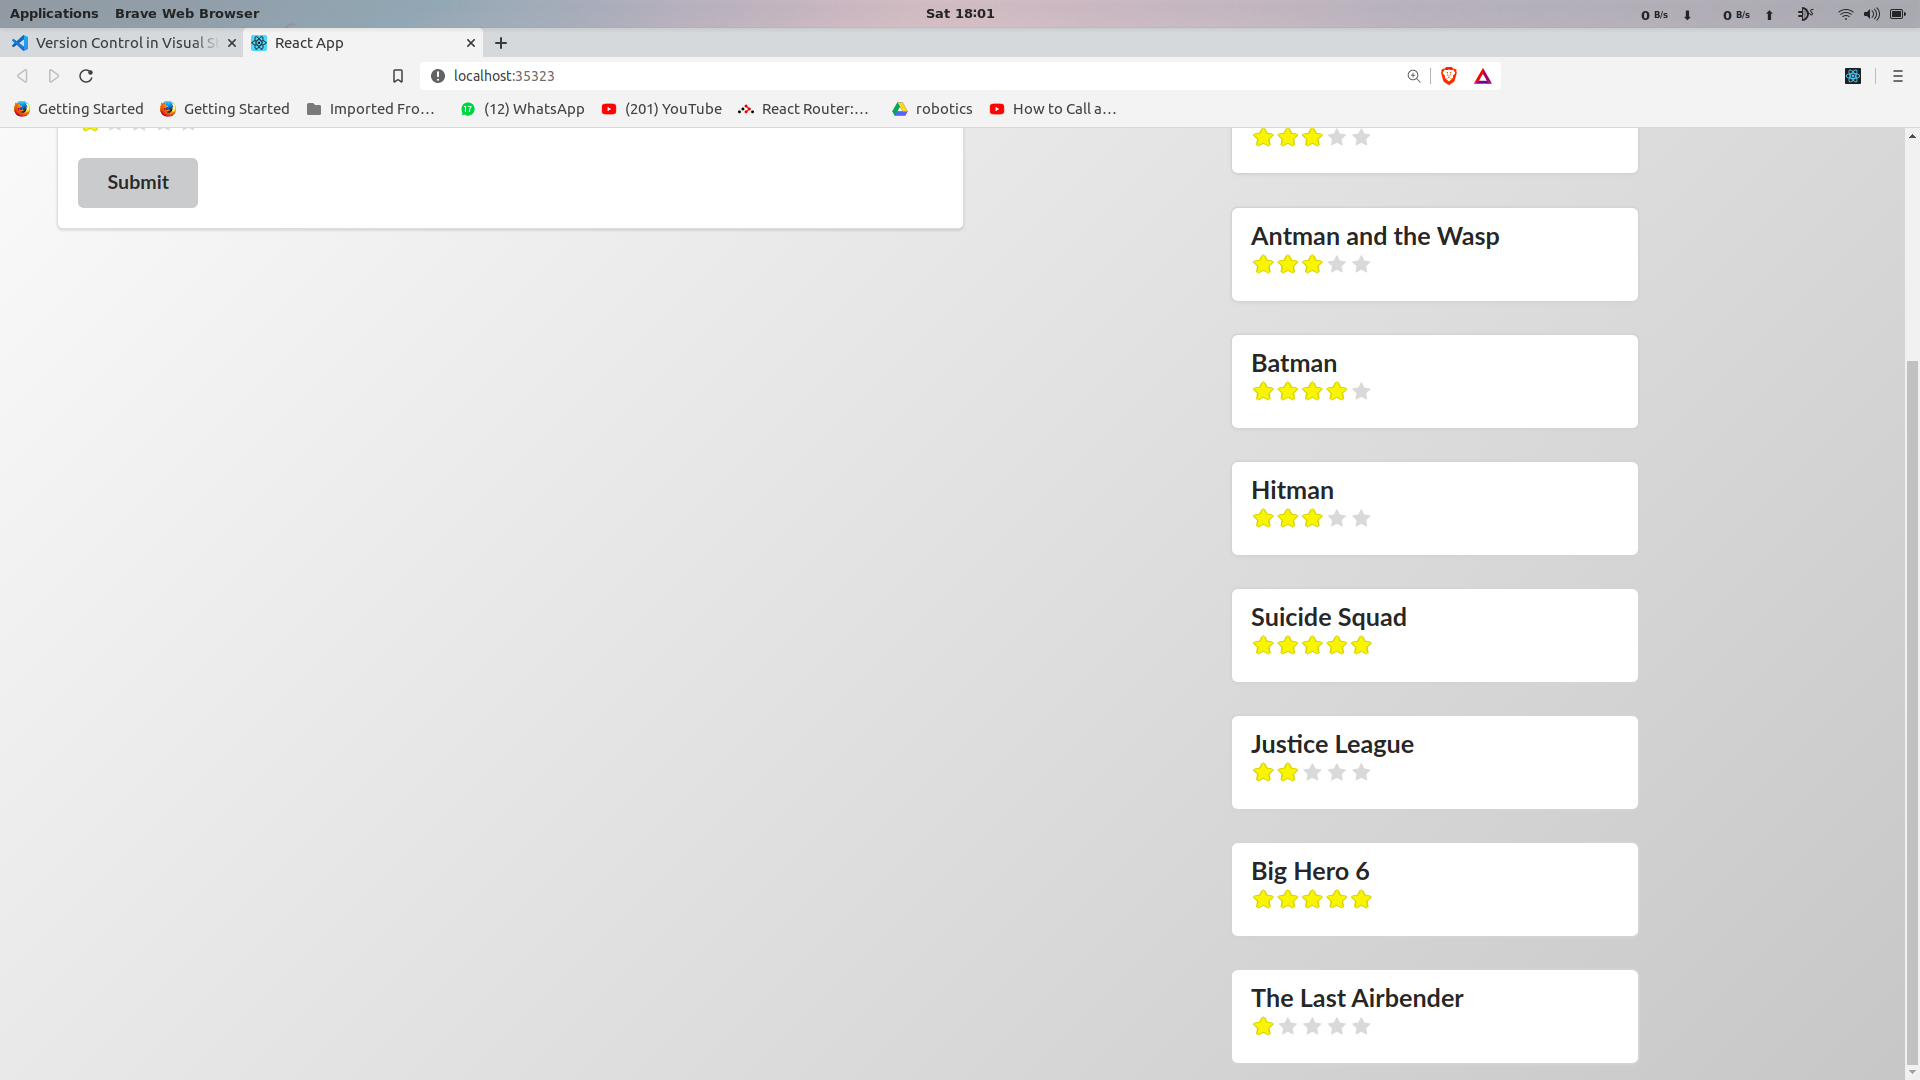 Applications Brave Web Browser Sat 18:01 0 B/s 0 B/s
Version Control in Visual S React App
localhost:35323
Getting Started Getting Started Imported Fro... (12) WhatsApp (201) YouTube React Router:... robotics How to Call a...
Submit
Antman and the Wasp
Batman
Hitman
Suicide Squad
Justice League
Big Hero 6
The Last Airbender